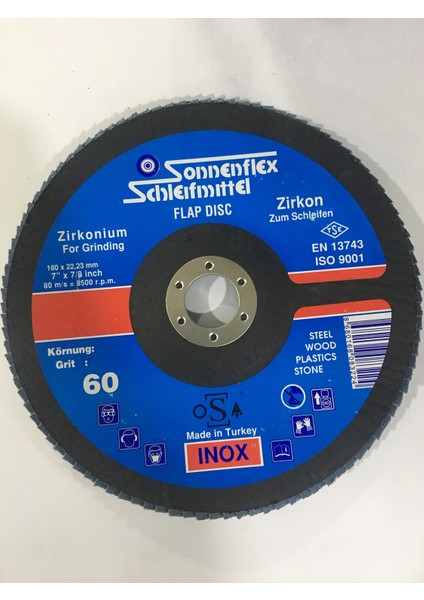 Sonnenflex
Schleifmittel
FLAP DISC
Zirkonium
For Grinding
180 x 22,23 mm
7" x 7/8 inch
80 m/s = 8500 r.p.m.
Zirkon
Zum Schleifen
TSE
EN 13743
ISO 9001
Körnung:
Grit :
60
STEEL
WOOD
PLASTICS
STONE
oSA
Made in Turkey
INOX